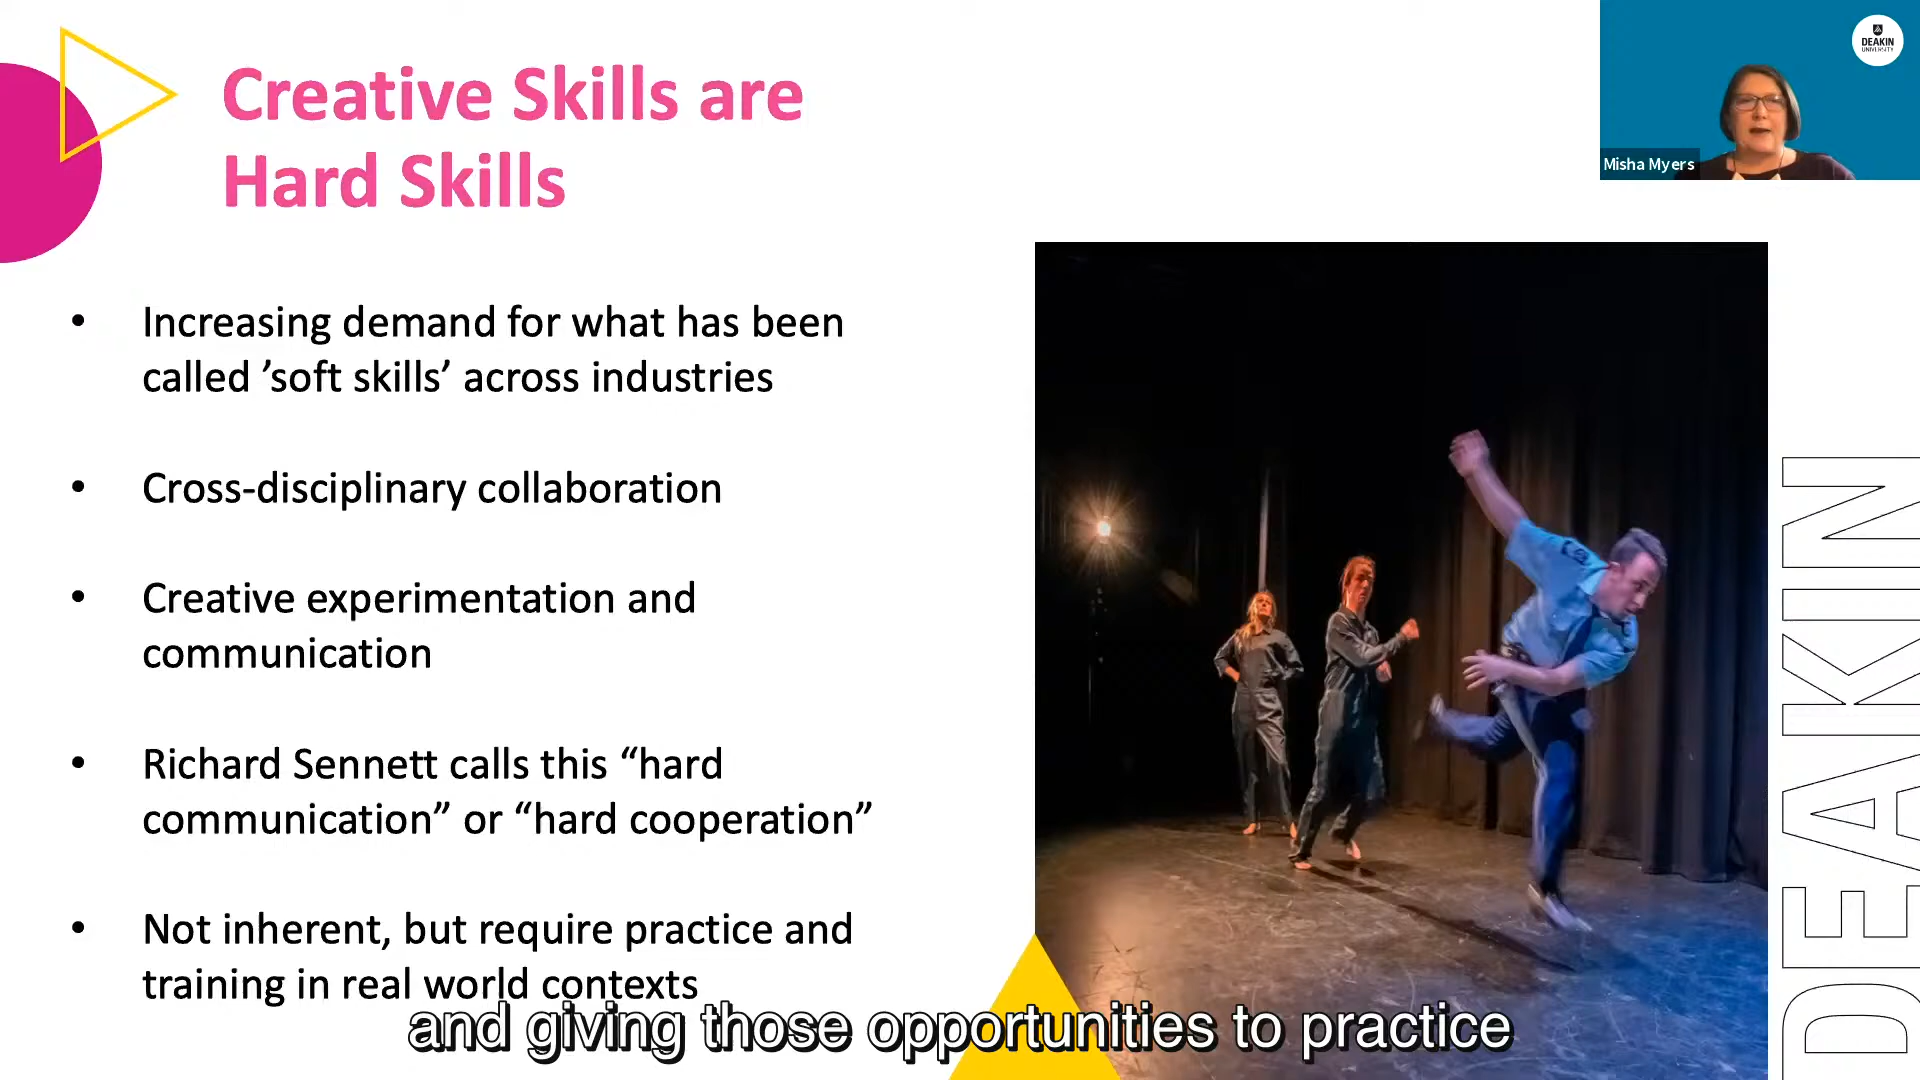 Creative Skills are
Hard Skills
DEAKIN
UNIVERSITY
Misha Myers
• Increasing demand for what has been
called ’soft skills’ across industries
• Cross-disciplinary collaboration
• Creative experimentation and
communication
• Richard Sennett calls this “hard
communication” or “hard cooperation”
• Not inherent, but require practice and
training in real world contexts
and giving those opportunities to practice
DEAKIN